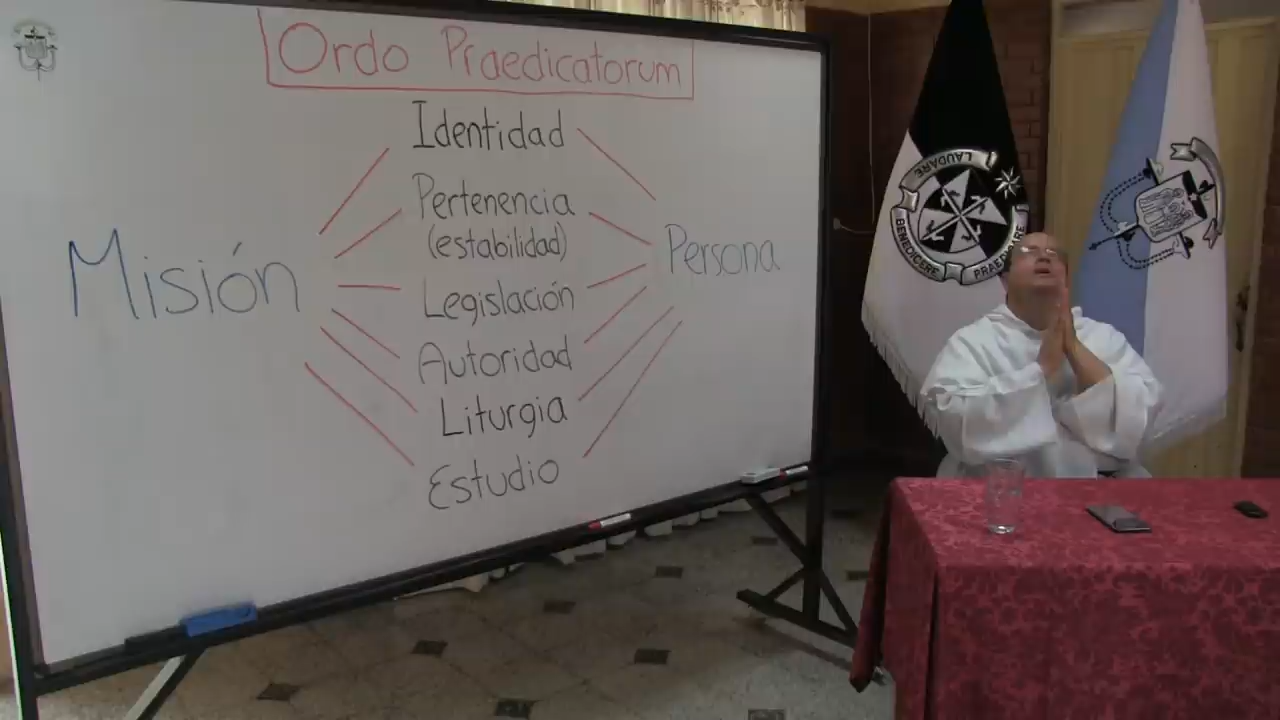 Ordo Praedicatorum
Identidad
Pertenencia
(estabilidad)
Misión
Persona
Legislación
Autoridad
Liturgia
Estudio
LAUDARE
BENEDICERE
PRAEDICARE